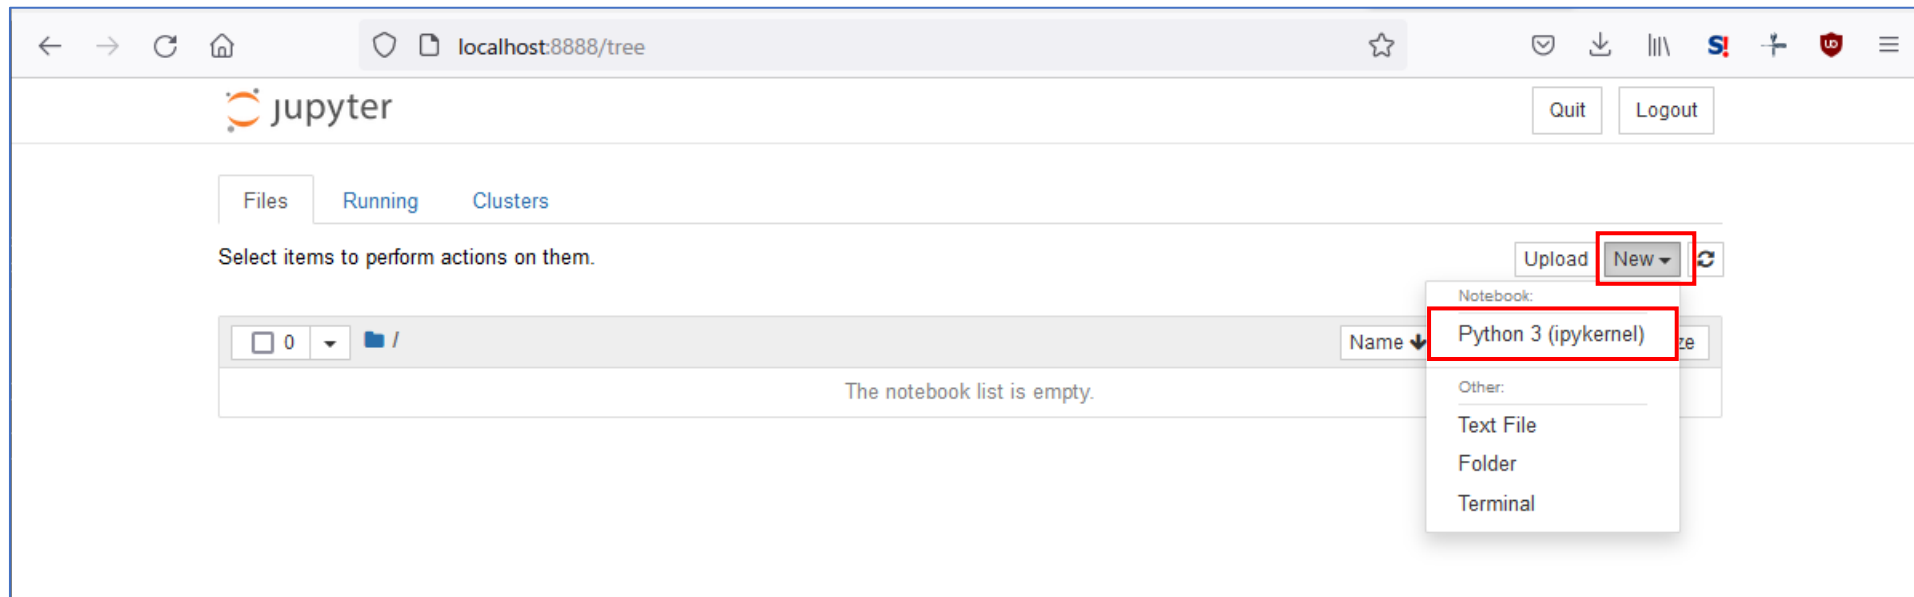 localhost:8888/tree
jupyter
Quit
Logout
Files
Running
Clusters
Select items to perform actions on them.
Upload
New
Notebook:
Python 3 (ipykernel)
0
/
Name
ze
The notebook list is empty.
Other:
Text File
Folder
Terminal